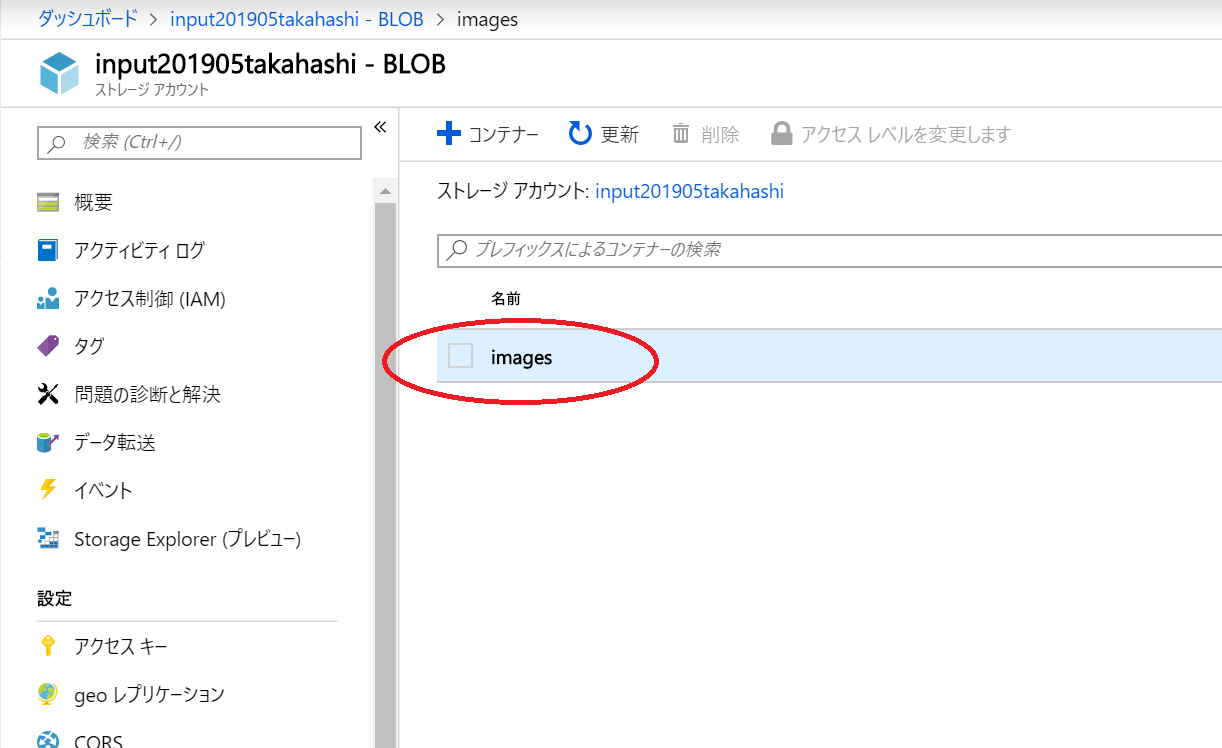 ダッシュボード > input201905takahashi - BLOB > images
input201905takahashi - BLOB
ストレージ アカウント
検索 (Ctrl+/)
«
概要
アクティビティ ログ
アクセス制御 (IAM)
タグ
問題の診断と解決
データ転送
イベント
Storage Explorer (プレビュー)
設定
アクセス キー
geo レプリケーション
CORS
コンテナー 更新 削除 アクセス レベルを変更します
ストレージ アカウント: input201905takahashi
プレフィックスによるコンテナーの検索
名前
images